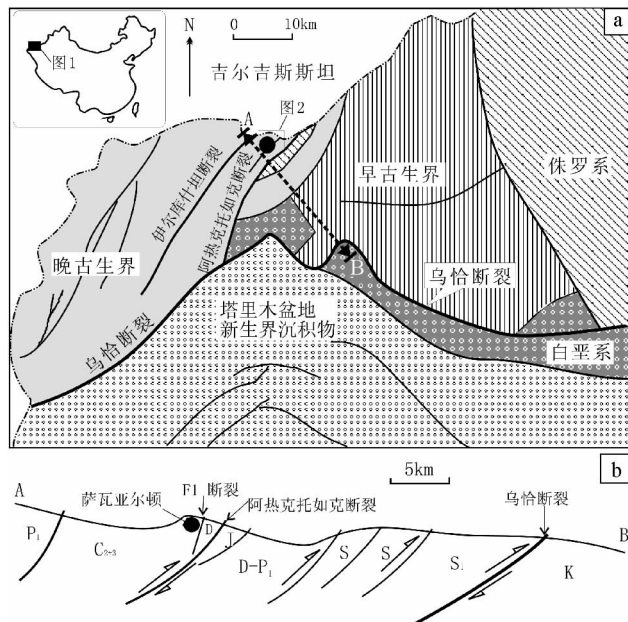 a
N
0 10km
图1
吉尔吉斯斯坦
A
图2
伊尔库什坦断裂
阿热克托如克断裂
早古生界
侏罗系
晚古生界
B
乌恰断裂
塔里木盆地
新生界沉积物
乌恰断裂
白垩系
b
5km
A
萨瓦亚尔顿
F1 断裂
阿热克托如克断裂
乌恰断裂
B
P₁
C₂₊₃
D
J
D-P₁
S
S
S₁
K